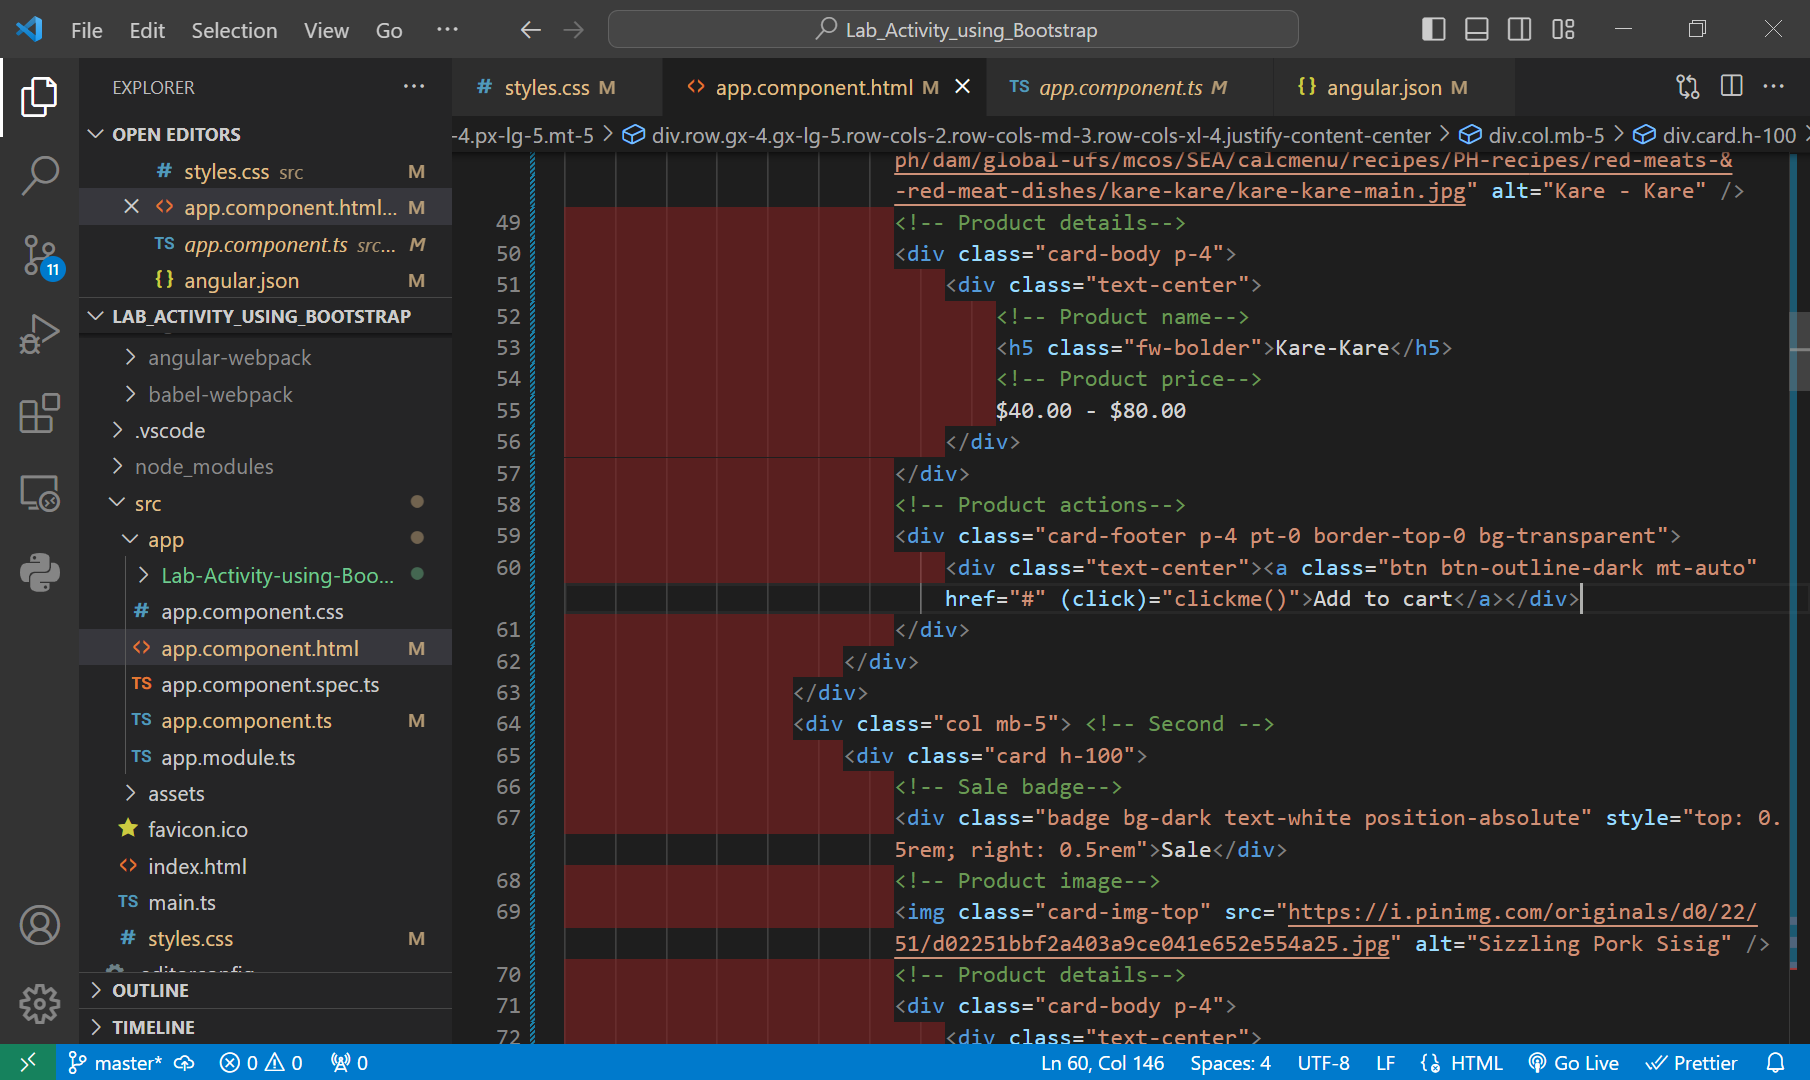 File Edit Selection View Go ··· Lab_Activity_using_Bootstrap
EXPLORER ···
OPEN EDITORS
# styles.css src M
<> app.component.html... M
TS app.component.ts src... M
{} angular.json M
LAB_ACTIVITY_USING_BOOTSTRAP
angular-webpack
babel-webpack
.vscode
node_modules
src
app
Lab-Activity-using-Boo...
# app.component.css
<> app.component.html M
TS app.component.spec.ts
TS app.component.ts M
TS app.module.ts
assets
favicon.ico
<> index.html
TS main.ts
# styles.css M
.editorconfig
OUTLINE
TIMELINE
11
# styles.css M <> app.component.html M TS app.component.ts M {} angular.json M ···
-4.px-lg-5.mt-5 > div.row.gx-4.gx-lg-5.row-cols-2.row-cols-md-3.row-cols-xl-4.justify-content-center > div.col.mb-5 > div.card.h-100 >
ph/dam/global-ufs/mcos/SEA/calcmenu/recipes/PH-recipes/red-meats-&
-red-meat-dishes/kare-kare/kare-kare-main.jpg" alt="Kare - Kare" />
49 <!-- Product details-->
50 <div class="card-body p-4">
51 <div class="text-center">
52 <!-- Product name-->
53 <h5 class="fw-bolder">Kare-Kare</h5>
54 <!-- Product price-->
55 $40.00 - $80.00
56 </div>
57 </div>
58 <!-- Product actions-->
59 <div class="card-footer p-4 pt-0 border-top-0 bg-transparent">
60 <div class="text-center"><a class="btn btn-outline-dark mt-auto"
href="#" (click)="clickme()">Add to cart</a></div>
61 </div>
62 </div>
63 </div>
64 <div class="col mb-5"> <!-- Second -->
65 <div class="card h-100">
66 <!-- Sale badge-->
67 <div class="badge bg-dark text-white position-absolute" style="top: 0.
5rem; right: 0.5rem">Sale</div>
68 <!-- Product image-->
69 <img class="card-img-top" src="https://i.pinimg.com/originals/d0/22/
51/d02251bbf2a403a9ce041e652e554a25.jpg" alt="Sizzling Pork Sisig" />
70 <!-- Product details-->
71 <div class="card-body p-4">
72 <div class="text-center">
master* 0 0 0 Ln 60, Col 146 Spaces: 4 UTF-8 LF HTML Go Live Prettier